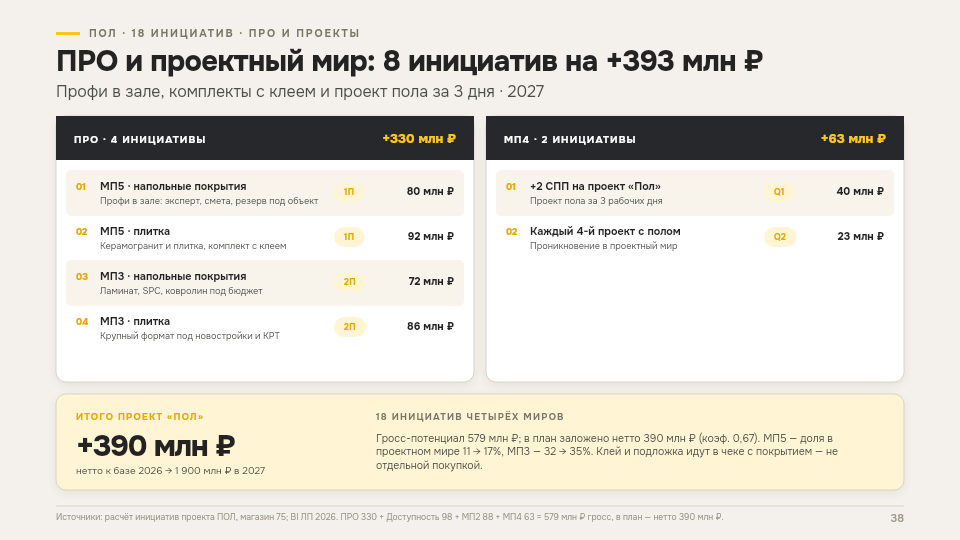 ПОЛ · 18 ИНИЦИАТИВ · ПРО И ПРОЕКТЫ
ПРО и проектный мир: 8 инициатив на +393 млн ₽
Профи в зале, комплекты с клеем и проект пола за 3 дня · 2027
ПРО · 4 ИНИЦИАТИВЫ +330 млн ₽
01 МП5 · напольные покрытия 1П 80 млн ₽
Профи в зале: эксперт, смета, резерв под объект
02 МП5 · плитка 1П 92 млн ₽
Керамогранит и плитка, комплект с клеем
03 МП3 · напольные покрытия 2П 72 млн ₽
Ламинат, SPC, ковролин под бюджет
04 МП3 · плитка 2П 86 млн ₽
Крупный формат под новостройки и КРТ
МП4 · 2 ИНИЦИАТИВЫ +63 млн ₽
01 +2 СПП на проект «Пол» Q1 40 млн ₽
Проект пола за 3 рабочих дня
02 Каждый 4-й проект с полом Q2 23 млн ₽
Проникновение в проектный мир
ИТОГО ПРОЕКТ «ПОЛ»
+390 млн ₽
нетто к базе 2026 → 1 900 млн ₽ в 2027
18 ИНИЦИАТИВ ЧЕТЫРЁХ МИРОВ
Гросс-потенциал 579 млн ₽; в план заложено нетто 390 млн ₽ (коэф. 0,67). МП5 — доля в
проектном мире 11 → 17%, МП3 — 32 → 35%. Клей и подложка идут в чеке с покрытием — не
отдельной покупкой.
Источники: расчёт инициатив проекта ПОЛ, магазин 75; BI ЛП 2026. ПРО 330 + Доступность 98 + МП2 88 + МП4 63 = 579 млн ₽ гросс, в план — нетто 390 млн ₽.
38